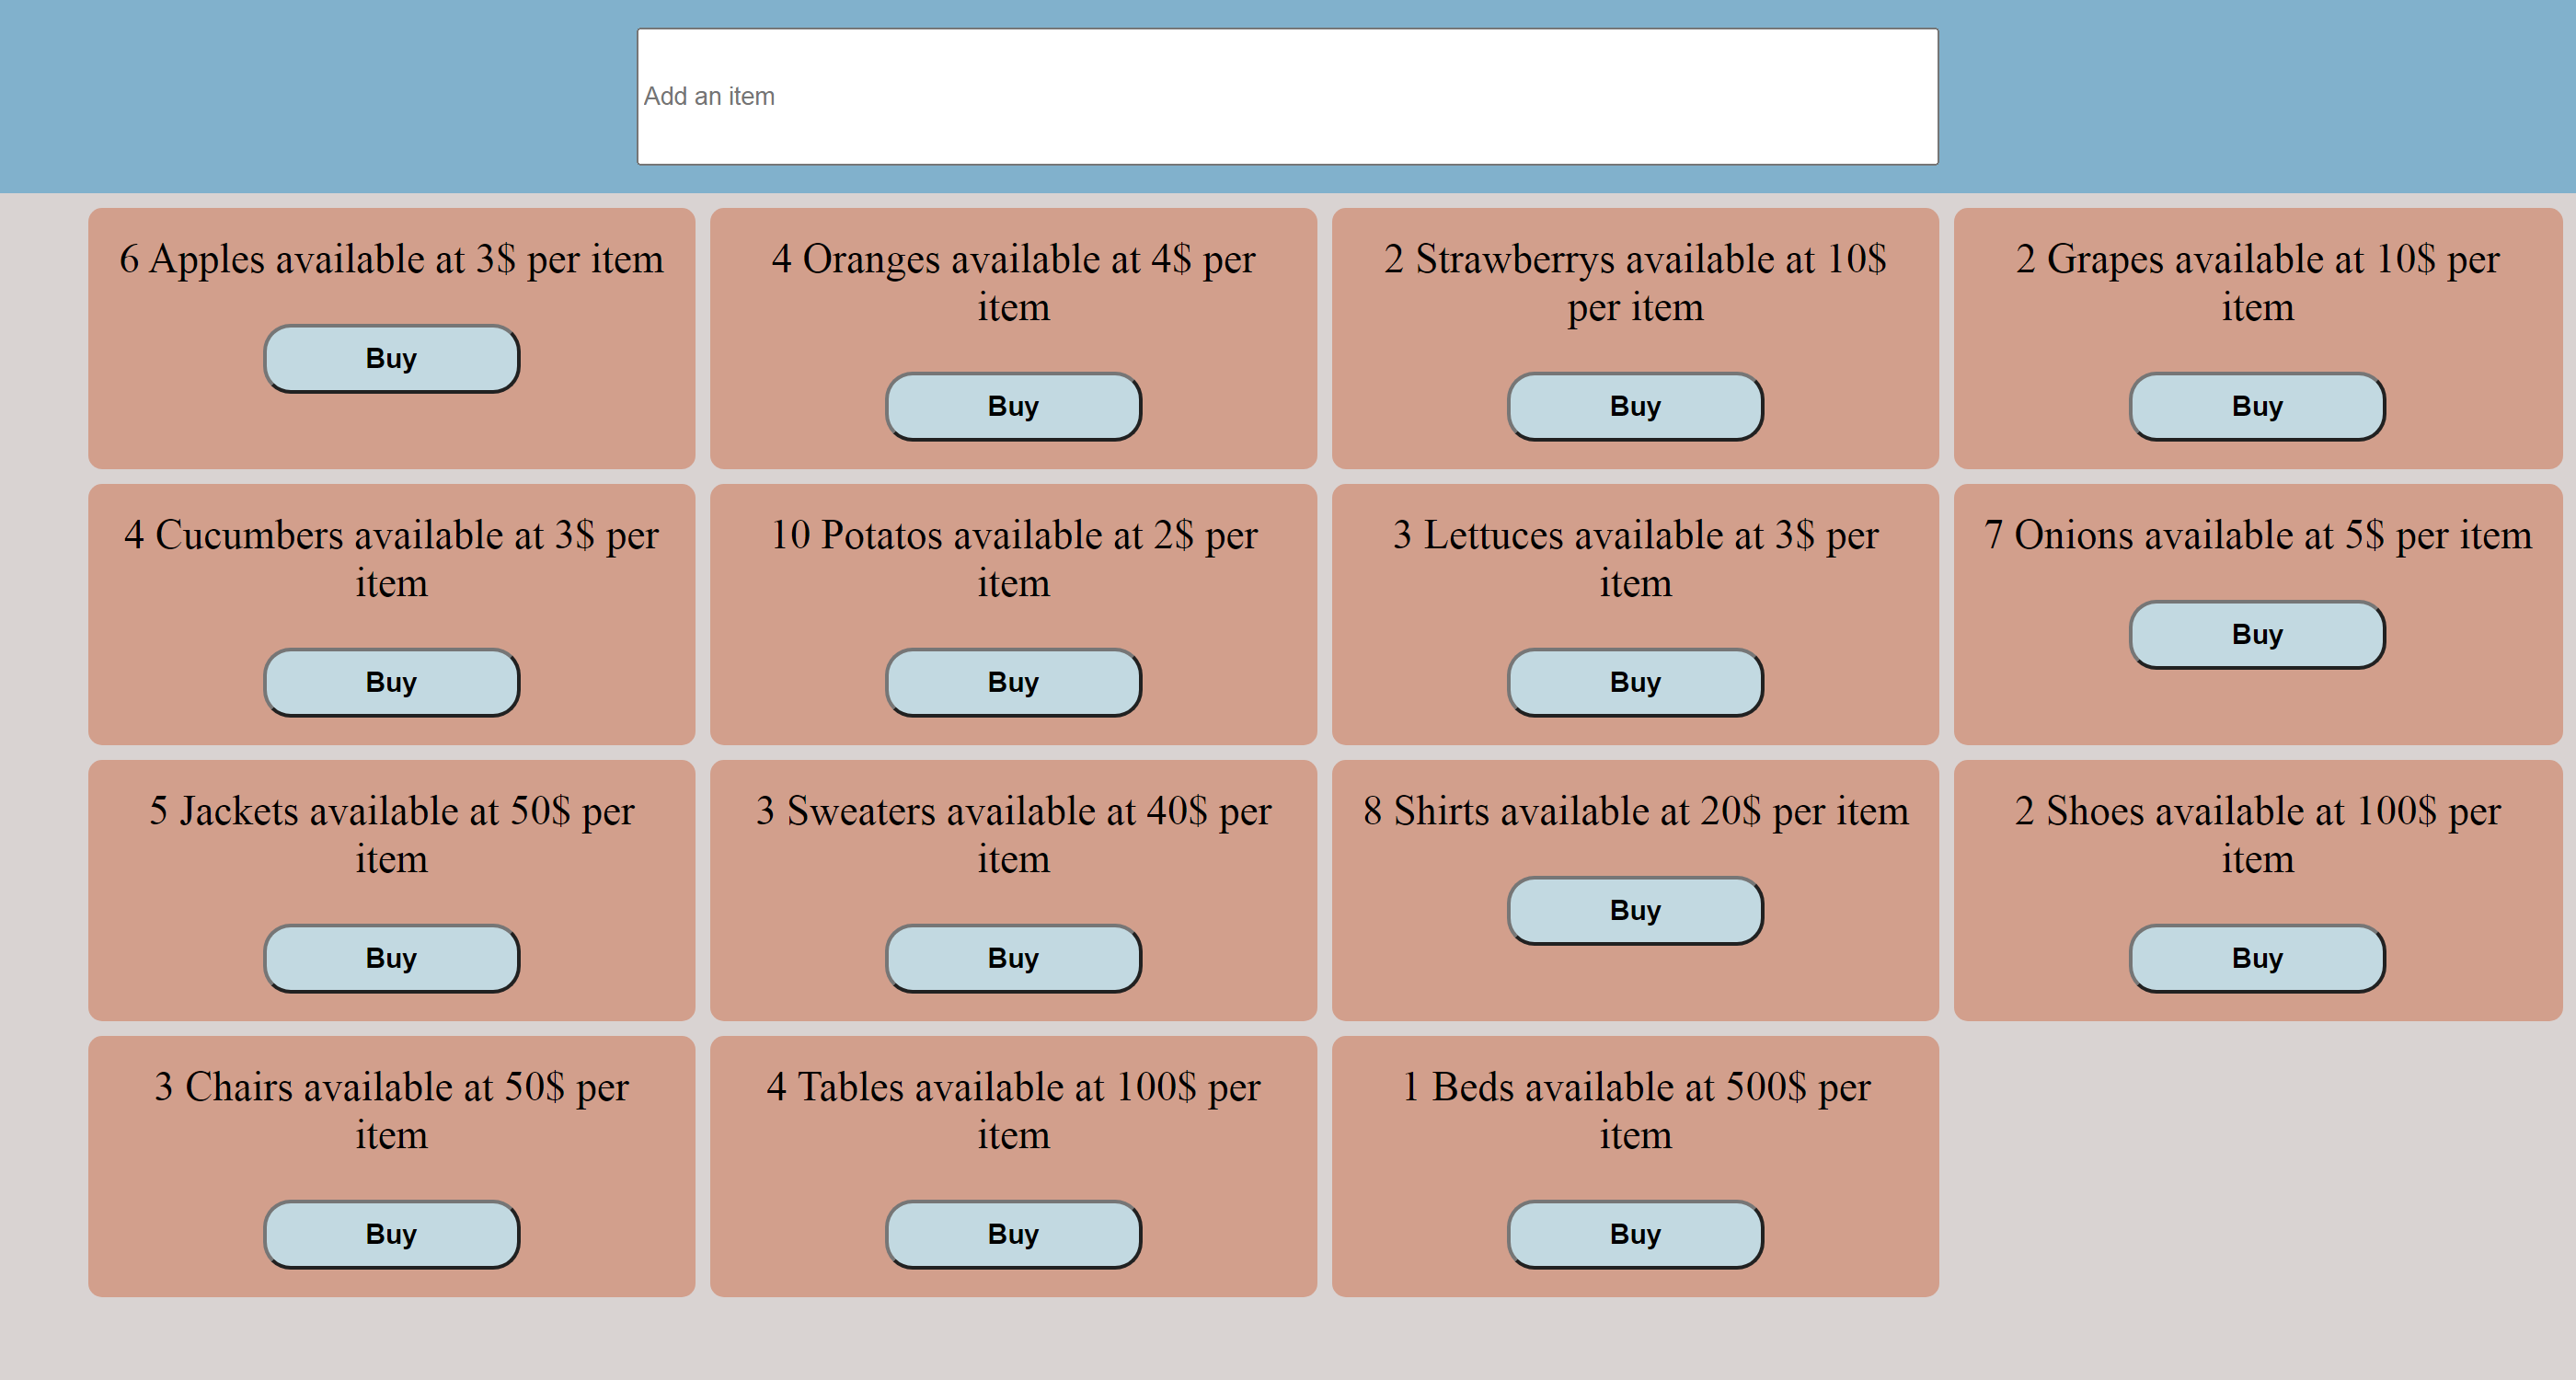 Add an item
6 Apples available at 3$ per item
Buy
4 Oranges available at 4$ per
item
Buy
2 Strawberrys available at 10$
per item
Buy
2 Grapes available at 10$ per
item
Buy
4 Cucumbers available at 3$ per
item
Buy
10 Potatos available at 2$ per
item
Buy
3 Lettuces available at 3$ per
item
Buy
7 Onions available at 5$ per item
Buy
5 Jackets available at 50$ per
item
Buy
3 Sweaters available at 40$ per
item
Buy
8 Shirts available at 20$ per item
Buy
2 Shoes available at 100$ per
item
Buy
3 Chairs available at 50$ per
item
Buy
4 Tables available at 100$ per
item
Buy
1 Beds available at 500$ per
item
Buy